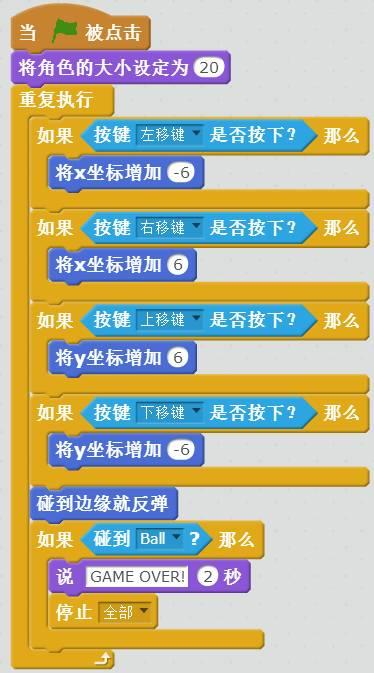 当 被点击
将角色的大小设定为 20
重复执行
如果 按键 左移键 是否按下? 那么
将x坐标增加 -6
如果 按键 右移键 是否按下? 那么
将x坐标增加 6
如果 按键 上移键 是否按下? 那么
将y坐标增加 6
如果 按键 下移键 是否按下? 那么
将y坐标增加 -6
碰到边缘就反弹
如果 碰到 Ball ? 那么
说 GAME OVER! 2 秒
停止 全部